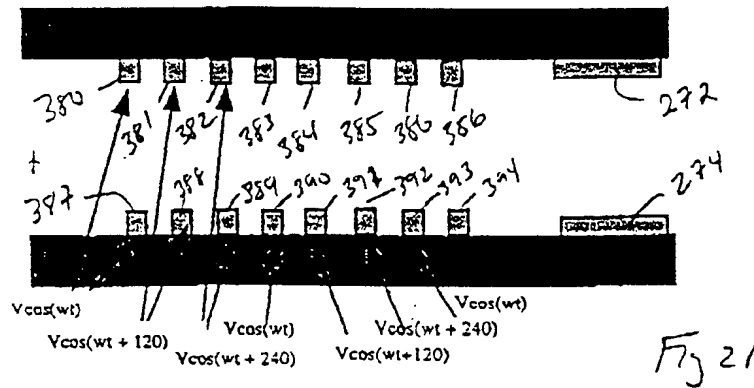 380 381 382 383 384 385 386 386 272
387 388 389 390 397 392 393 394 274
Vcos(wt)
Vcos(wt + 120)
Vcos(wt + 240)
Vcos(wt)
Vcos(wt+120)
Vcos(wt + 240)
Vcos(wt)
Fig 21